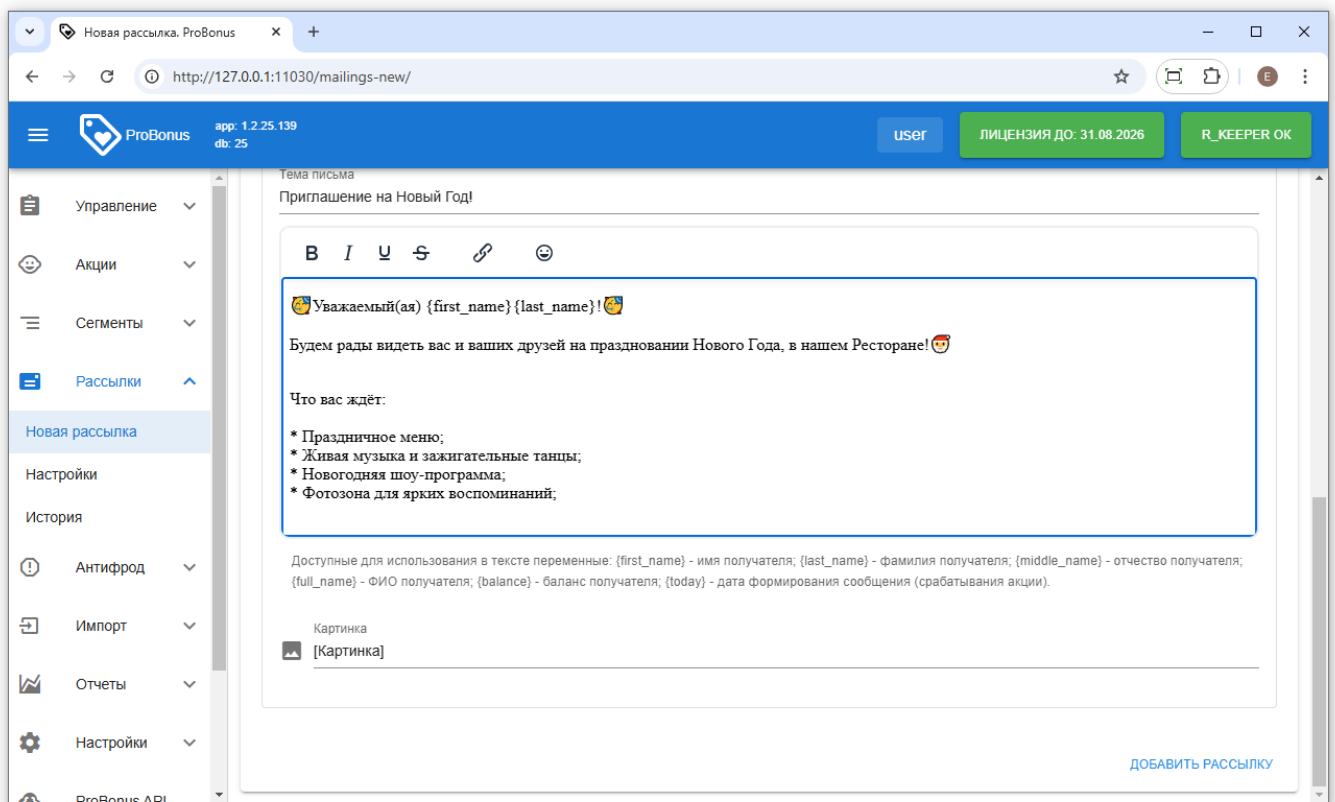 Новая рассылка. ProBonus
http://127.0.0.1:11030/mailings-new/
E
ProBonus
app: 1.2.25.139
db: 25
user
ЛИЦЕНЗИЯ ДО: 31.08.2026
R_KEEPER OK
Управление
Акции
Сегменты
Рассылки
Новая рассылка
Настройки
История
Антифрод
Импорт
Отчеты
Настройки
ProBonus API
Тема письма
Приглашение на Новый Год!
B I U S
🥳Уважаемый(ая) {first_name}{last_name}!🥳
Будем рады видеть вас и ваших друзей на праздновании Нового Года, в нашем Ресторане!🎅
Что вас ждёт:
* Праздничное меню;
* Живая музыка и зажигательные танцы;
* Новогодняя шоу-программа;
* Фотозона для ярких воспоминаний;
Доступные для использования в тексте переменные: {first_name} - имя получателя; {last_name} - фамилия получателя; {middle_name} - отчество получателя;
{full_name} - ФИО получателя; {balance} - баланс получателя; {today} - дата формирования сообщения (срабатывания акции).
Картинка
[Картинка]
ДОБАВИТЬ РАССЫЛКУ